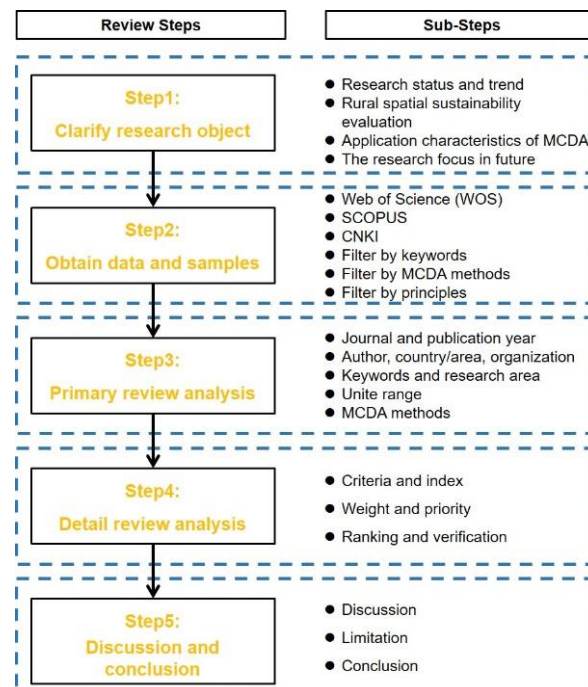 Review Steps
Sub-Steps
Step1:
Clarify research object
● Research status and trend
● Rural spatial sustainability
evaluation
● Application characteristics of MCDA
● The research focus in future
Step2:
Obtain data and samples
● Web of Science (WOS)
● SCOPUS
● CNKI
● Filter by keywords
● Filter by MCDA methods
● Filter by principles
Step3:
Primary review analysis
● Journal and publication year
● Author, country/area, organization
● Keywords and research area
● Unite range
● MCDA methods
Step4:
Detail review analysis
● Criteria and index
● Weight and priority
● Ranking and verification
Step5:
Discussion and
conclusion
● Discussion
● Limitation
● Conclusion